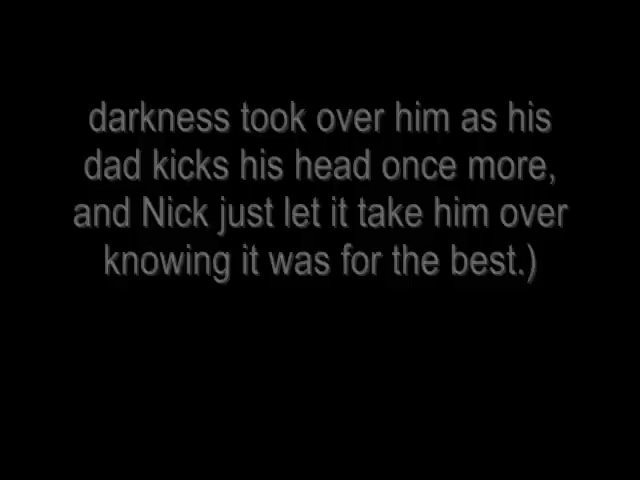 darkness took over him as his
dad kicks his head once more,
and Nick just let it take him over
knowing it was for the best.)